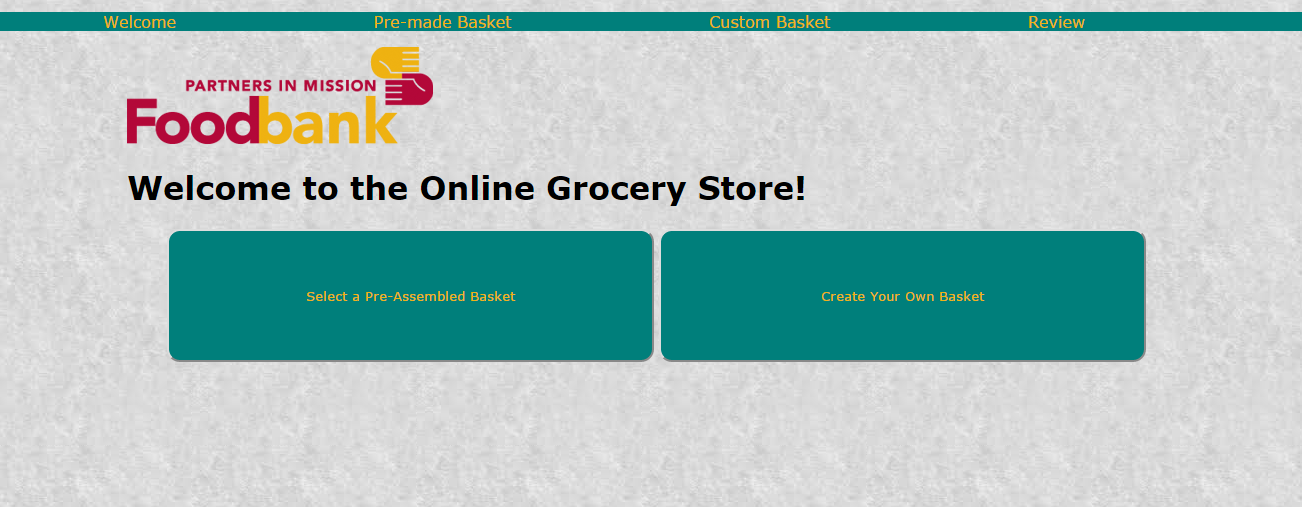 Welcome Pre-made Basket Custom Basket Review
PARTNERS IN MISSION
Foodbank
Welcome to the Online Grocery Store!
Select a Pre-Assembled Basket Create Your Own Basket